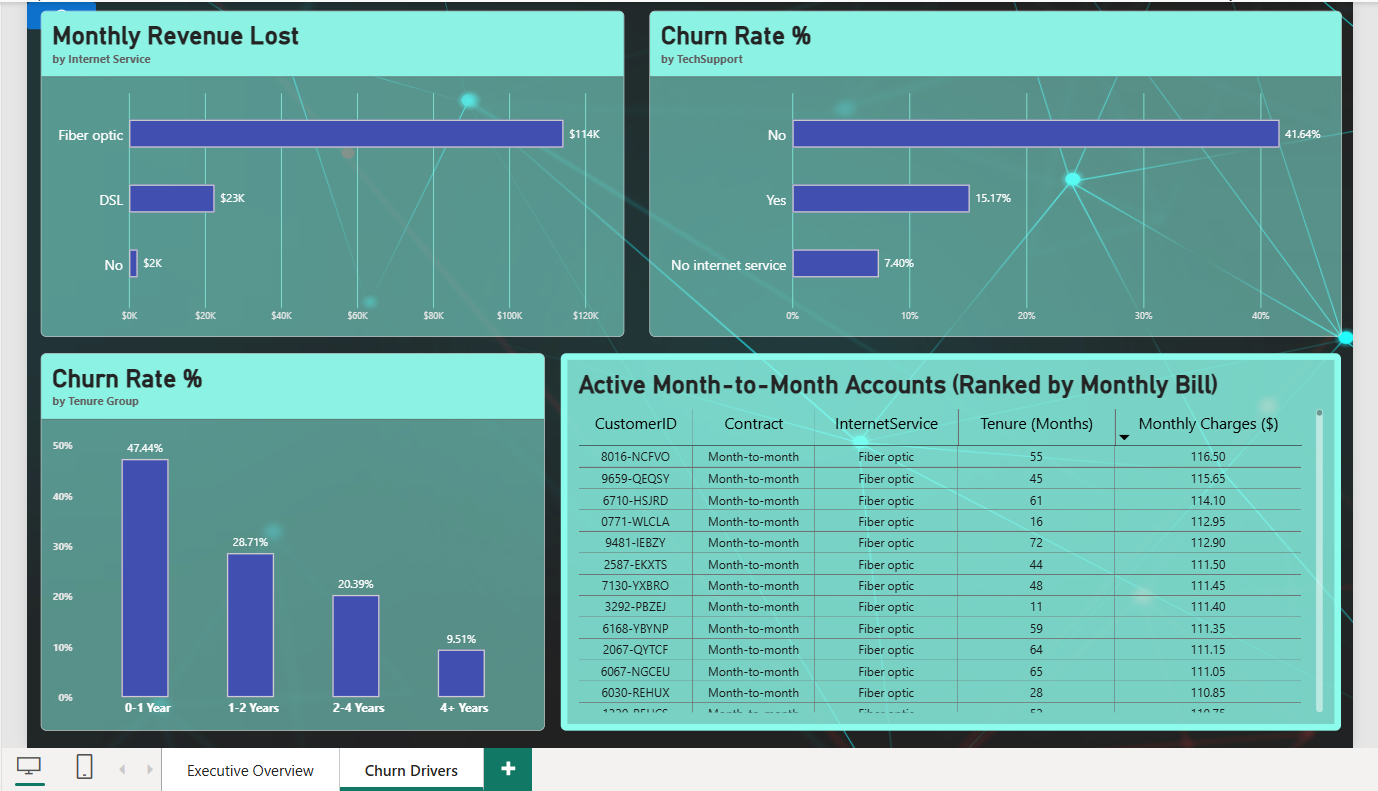 Monthly Revenue Lost
by Internet Service
Fiber optic
$114K
DSL
$23K
No
$2K
$0K $20K $40K $60K $80K $100K $120K
Churn Rate %
by TechSupport
No
41.64%
Yes
15.17%
No internet service
7.40%
0% 10% 20% 30% 40%
Churn Rate %
by Tenure Group
50%
40%
30%
20%
10%
0%
47.44%
28.71%
20.39%
9.51%
0-1 Year 1-2 Years 2-4 Years 4+ Years
Active Month-to-Month Accounts (Ranked by Monthly Bill)
CustomerID Contract InternetService Tenure (Months) Monthly Charges ($)
8016-NCFVO Month-to-month Fiber optic 55 116.50
9659-QEQSY Month-to-month Fiber optic 45 115.65
6710-HSJRD Month-to-month Fiber optic 61 114.10
0771-WLCLA Month-to-month Fiber optic 16 112.95
9481-IEBZY Month-to-month Fiber optic 72 112.90
2587-EKXTS Month-to-month Fiber optic 44 111.50
7130-YXBRO Month-to-month Fiber optic 48 111.45
3292-PBZEJ Month-to-month Fiber optic 11 111.40
6168-YBYNP Month-to-month Fiber optic 59 111.35
2067-QYTCF Month-to-month Fiber optic 64 111.15
6067-NGCEU Month-to-month Fiber optic 65 111.05
6030-REHUX Month-to-month Fiber optic 28 110.85
Month-to-month Fiber optic
Executive Overview
Churn Drivers
+